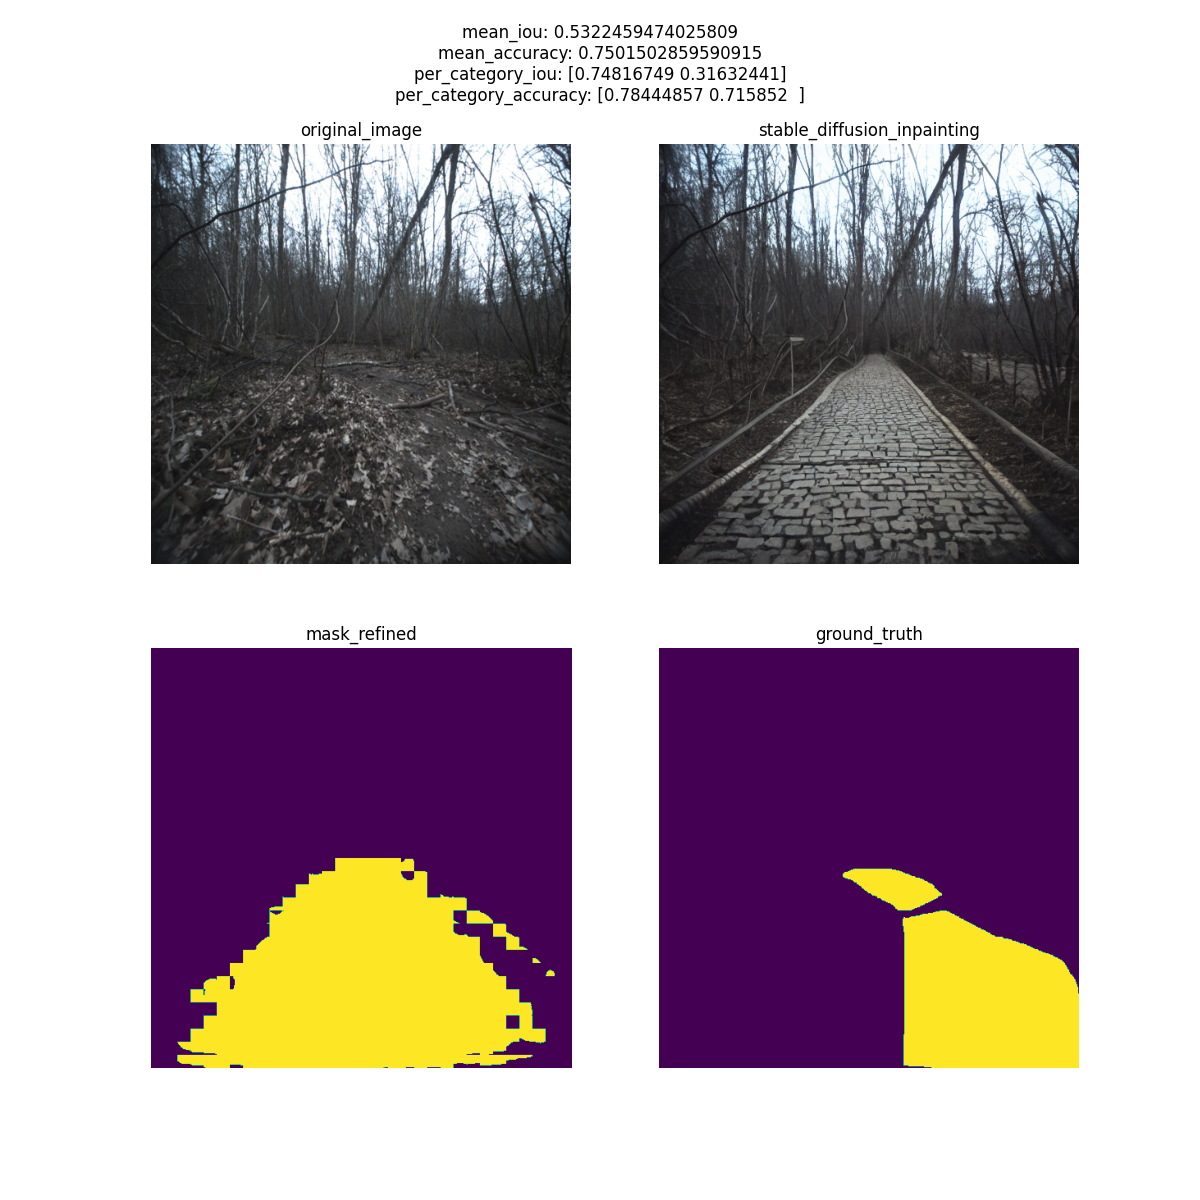 mean_iou: 0.5322459474025809
mean_accuracy: 0.7501502859590915
per_category_iou: [0.74816749 0.31632441]
per_category_accuracy: [0.78444857 0.715852  ]
original_image
stable_diffusion_inpainting
mask_refined
ground_truth